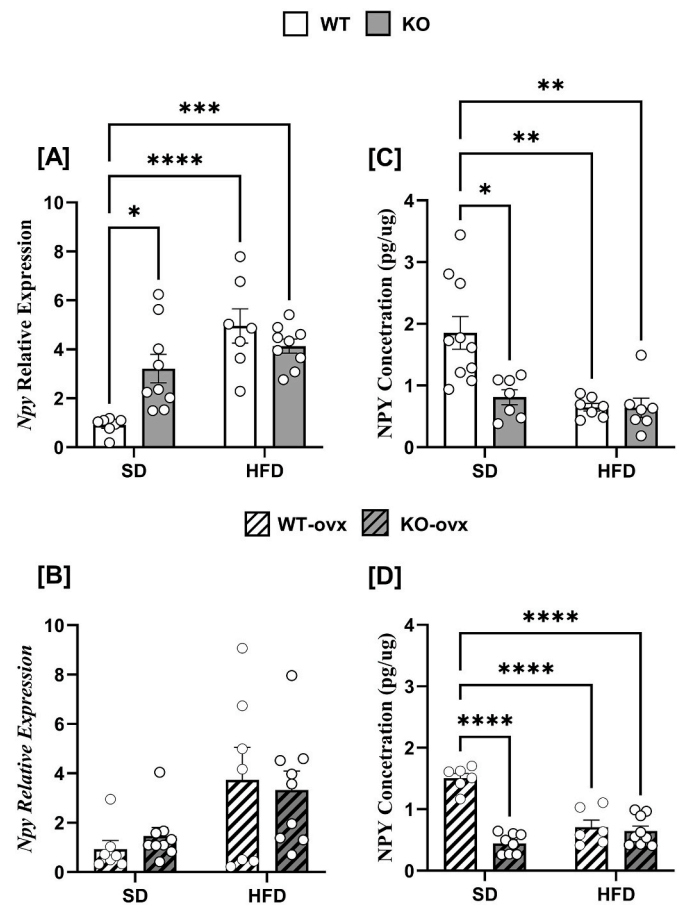 WT KO
***
**
[A]
****
[C]
**
*
*
Npy Relative Expression
10
8
6
4
2
0
SD HFD
NPY Concetration (pg/ug)
4
3
2
1
0
SD HFD
WT-ovx KO-ovx
[B]
[D]
****
****
****
Npy Relative Expression
10
8
6
4
2
0
SD HFD
NPY Concetration (pg/ug)
4
3
2
1
0
SD HFD